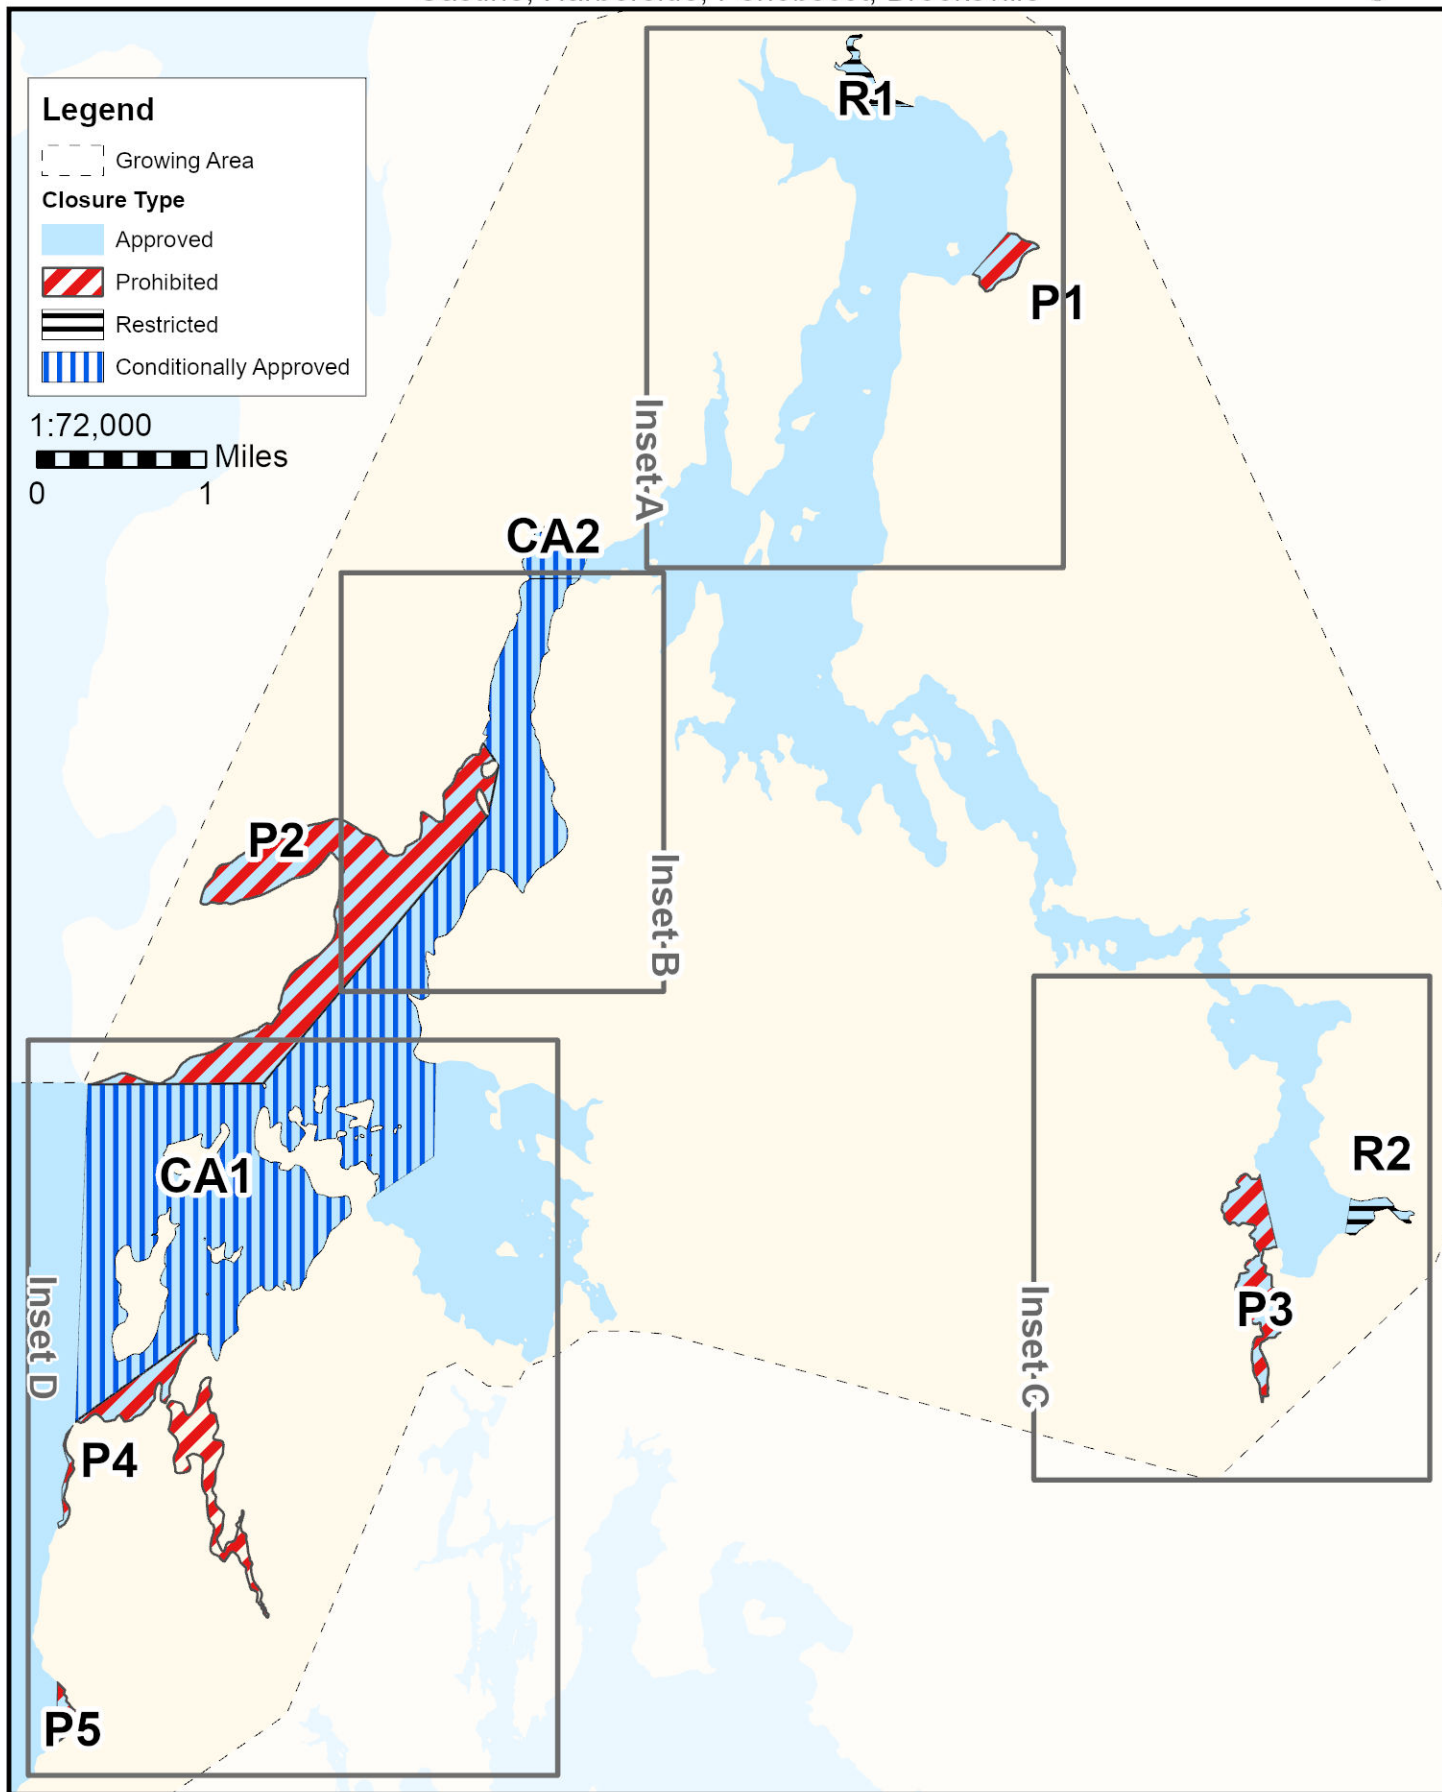 Legend
Growing Area
Closure Type
Approved
Prohibited
Restricted
Conditionally Approved
1:72,000
Miles
0 1
R1
P1
Inset A
CA2
P2
Inset B
CA1
R2
P3
Inset D
Inset C
P4
P5